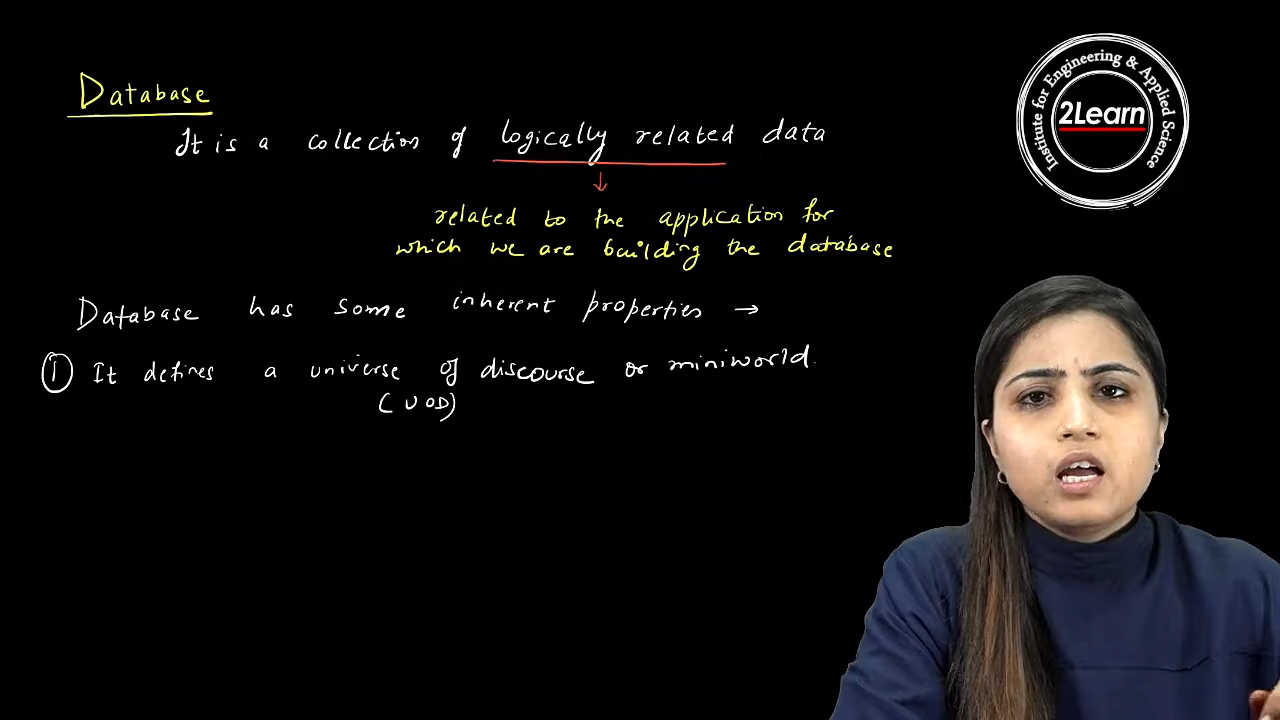 Database
It is a collection of logically related data
related to the application for
which we are building the database
Database has some inherent properties →
① It defines a universe of discourse or miniworld.
(UOD)
Institute for Engineering & Applied Science
2Learn